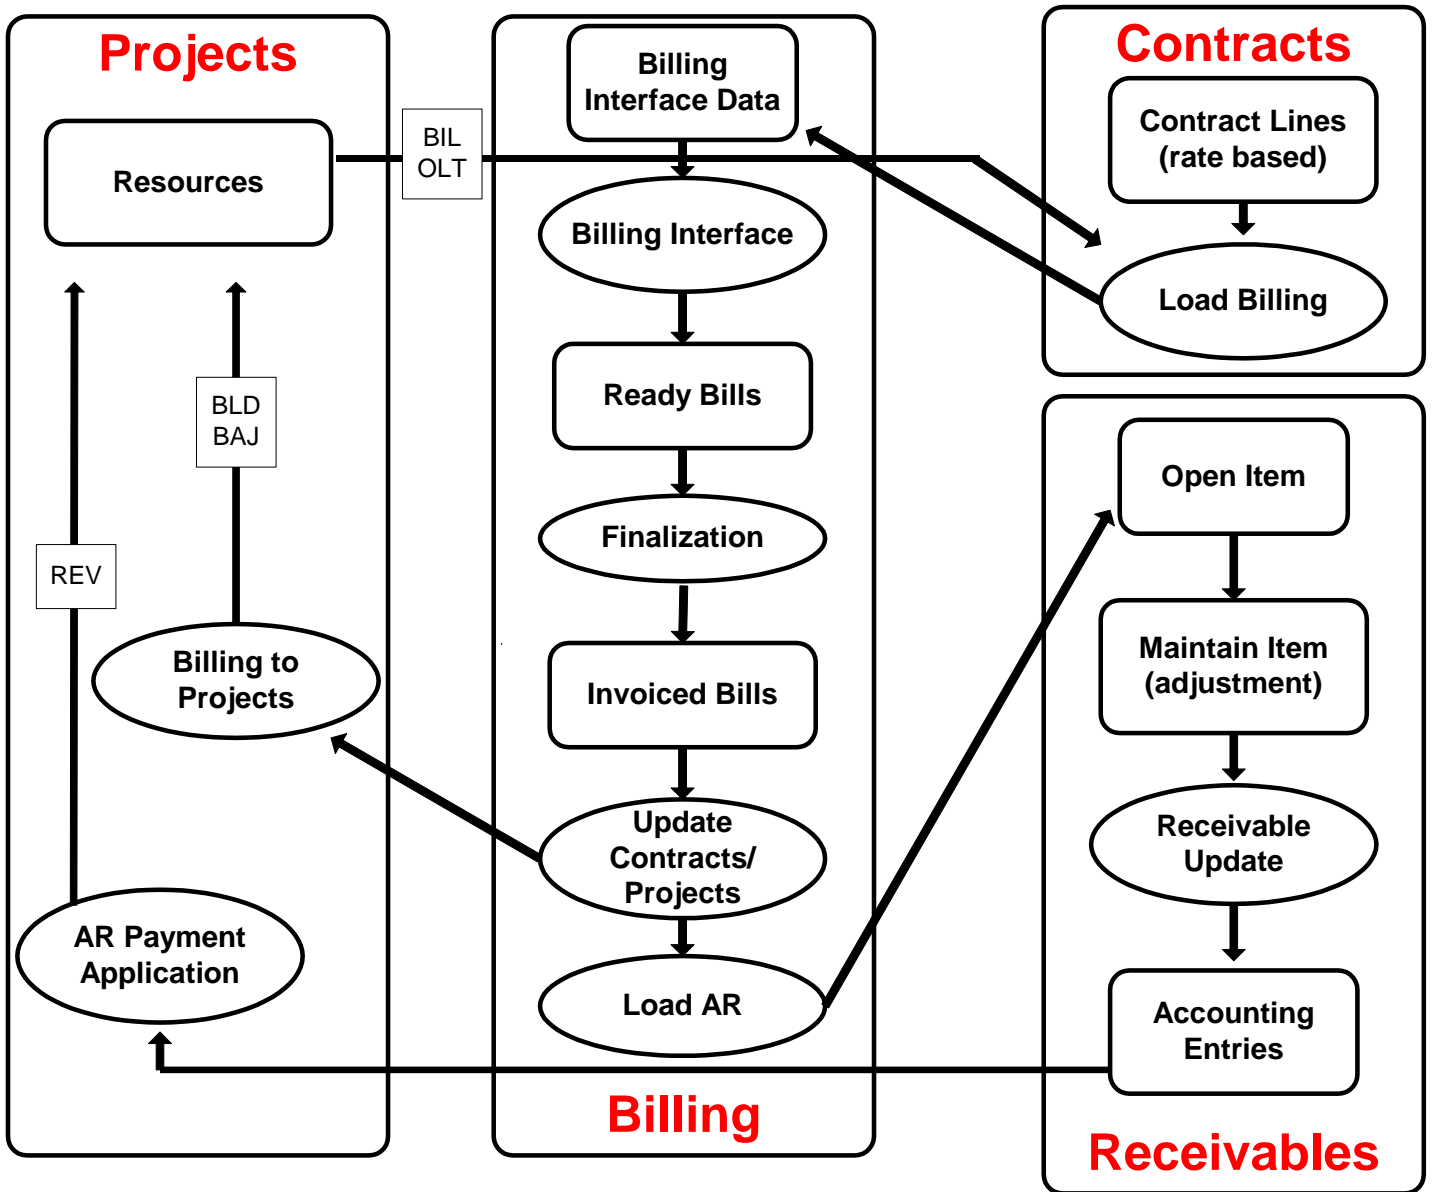 Projects
Resources
BIL
OLT
BLD
BAJ
REV
Billing to
Projects
AR Payment
Application
Billing
Interface Data
Billing Interface
Ready Bills
Finalization
Invoiced Bills
Update
Contracts/
Projects
Load AR
Billing
Contracts
Contract Lines
(rate based)
Load Billing
Open Item
Maintain Item
(adjustment)
Receivable
Update
Accounting
Entries
Receivables